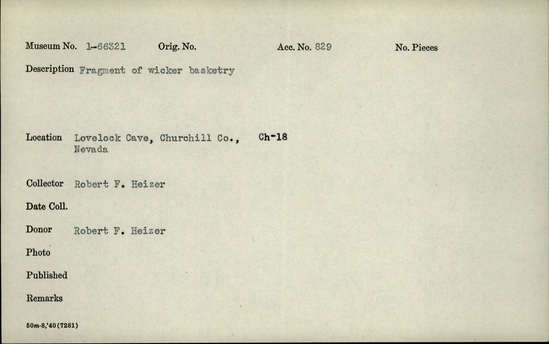 Museum No. 1-66321 Orig. No. Acc. No. 829 No. Pieces
Description Fragment of wicker basketry
Location Lovelock Cave, Churchill Co., Ch-18
Nevada
Collector Robert F. Heizer
Date Coll.
Donor Robert F. Heizer
Photo
Published
Remarks
50m-8,'40(7261)